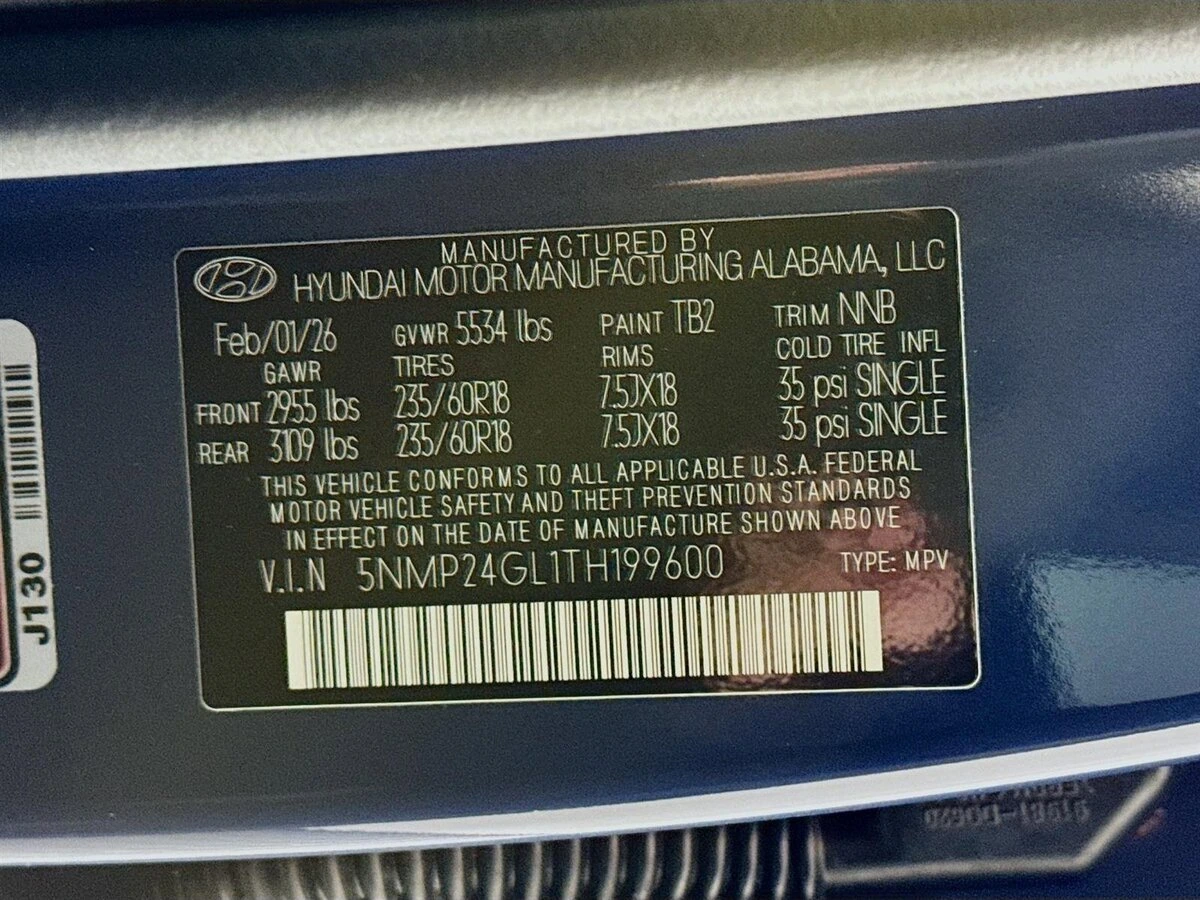 MANUFACTURED BY
HYUNDAI MOTOR MANUFACTURING ALABAMA, LLC
Feb/01/26 GVWR 5534 lbs PAINT TB2 TRIM NNB
GAWR TIRES RIMS COLD TIRE INFL
FRONT 2955 lbs 235/60R18 7.5JX18 35 psi SINGLE
REAR 3109 lbs 235/60R18 7.5JX18 35 psi SINGLE
THIS VEHICLE CONFORMS TO ALL APPLICABLE U.S.A. FEDERAL
MOTOR VEHICLE SAFETY AND THEFT PREVENTION STANDARDS
IN EFFECT ON THE DATE OF MANUFACTURE SHOWN ABOVE
V.I.N 5NMP24GL1TH199600 TYPE: MPV
J130